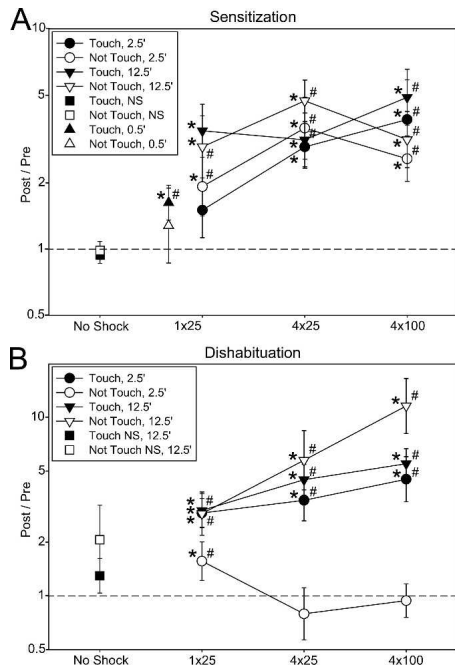 A
Sensitization
10
5
2
1
0.5
Post / Pre
Touch, 2.5'
Not Touch, 2.5'
Touch, 12.5'
Not Touch, 12.5'
Touch, NS
Not Touch, NS
Touch, 0.5'
Not Touch, 0.5'
* # * # * # * # * # * # * # * # * # * # * #
No Shock 1x25 4x25 4x100
B
Dishabituation
10
5
2
1
0.5
Post / Pre
Touch, 2.5'
Not Touch, 2.5'
Touch, 12.5'
Not Touch, 12.5'
Touch NS, 12.5'
Not Touch NS, 12.5'
No Shock 1x25 4x25 4x100